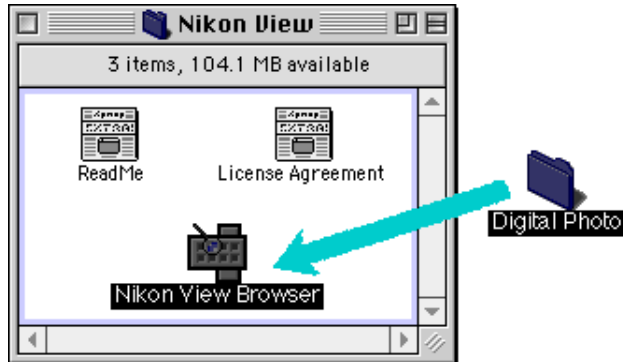 Nikon View
3 items, 104.1 MB available
ReadMe
License Agreement
Digital Photo
Nikon View Browser